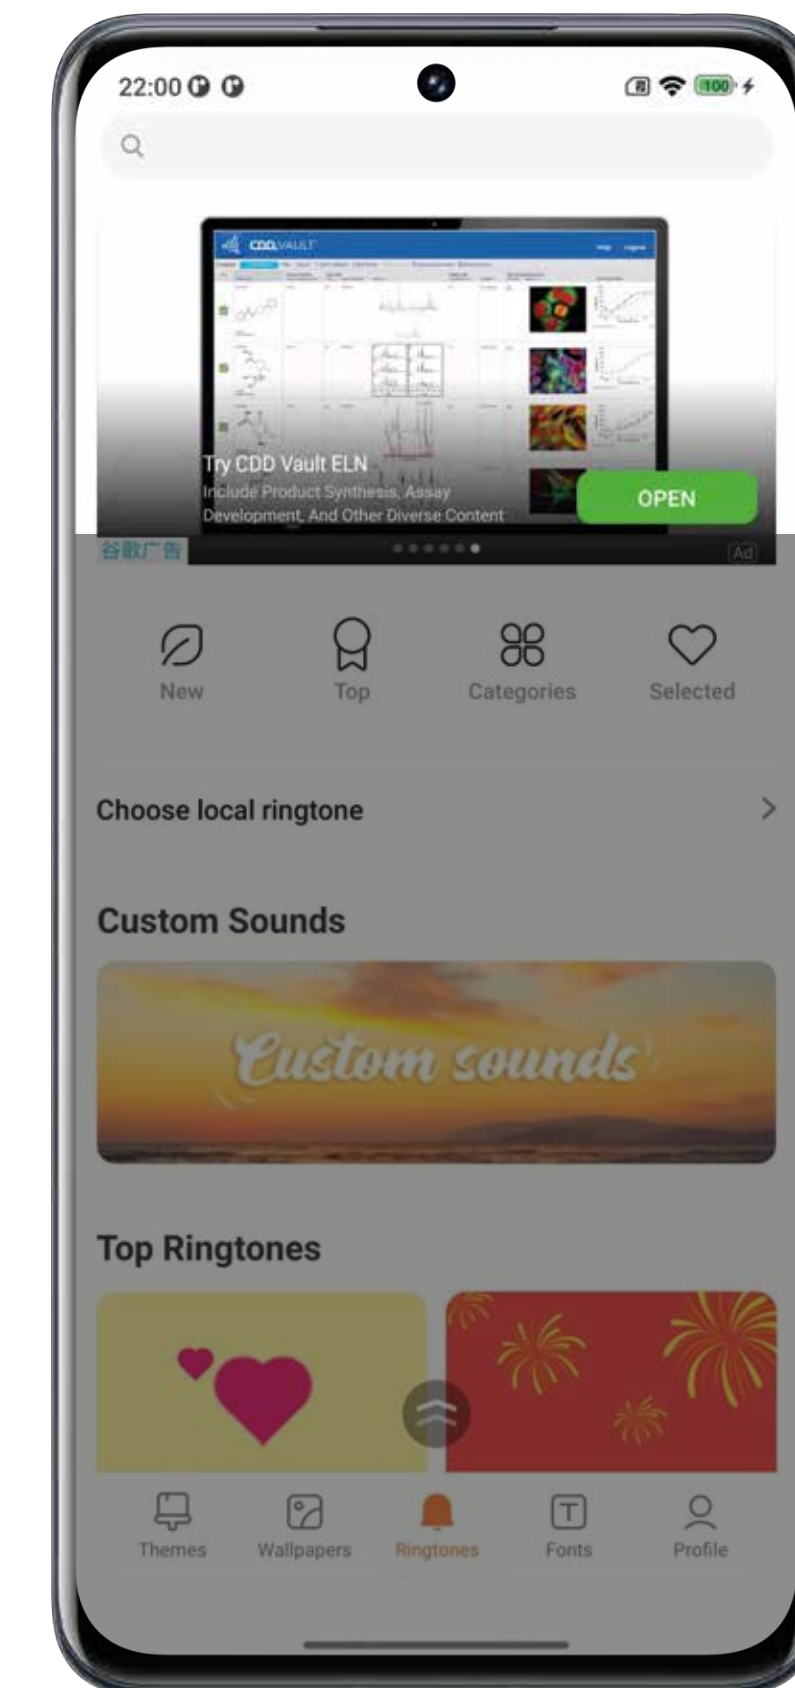 22:00
100
CDD VAULT
Try CDD Vault ELN
Include Product Synthesis, Assay
Development, And Other Diverse Content
OPEN
谷歌广告
Ad
New
Top
Categories
Selected
Choose local ringtone
Custom Sounds
Custom sounds
Top Ringtones
Themes
Wallpapers
Ringtones
Fonts
Profile